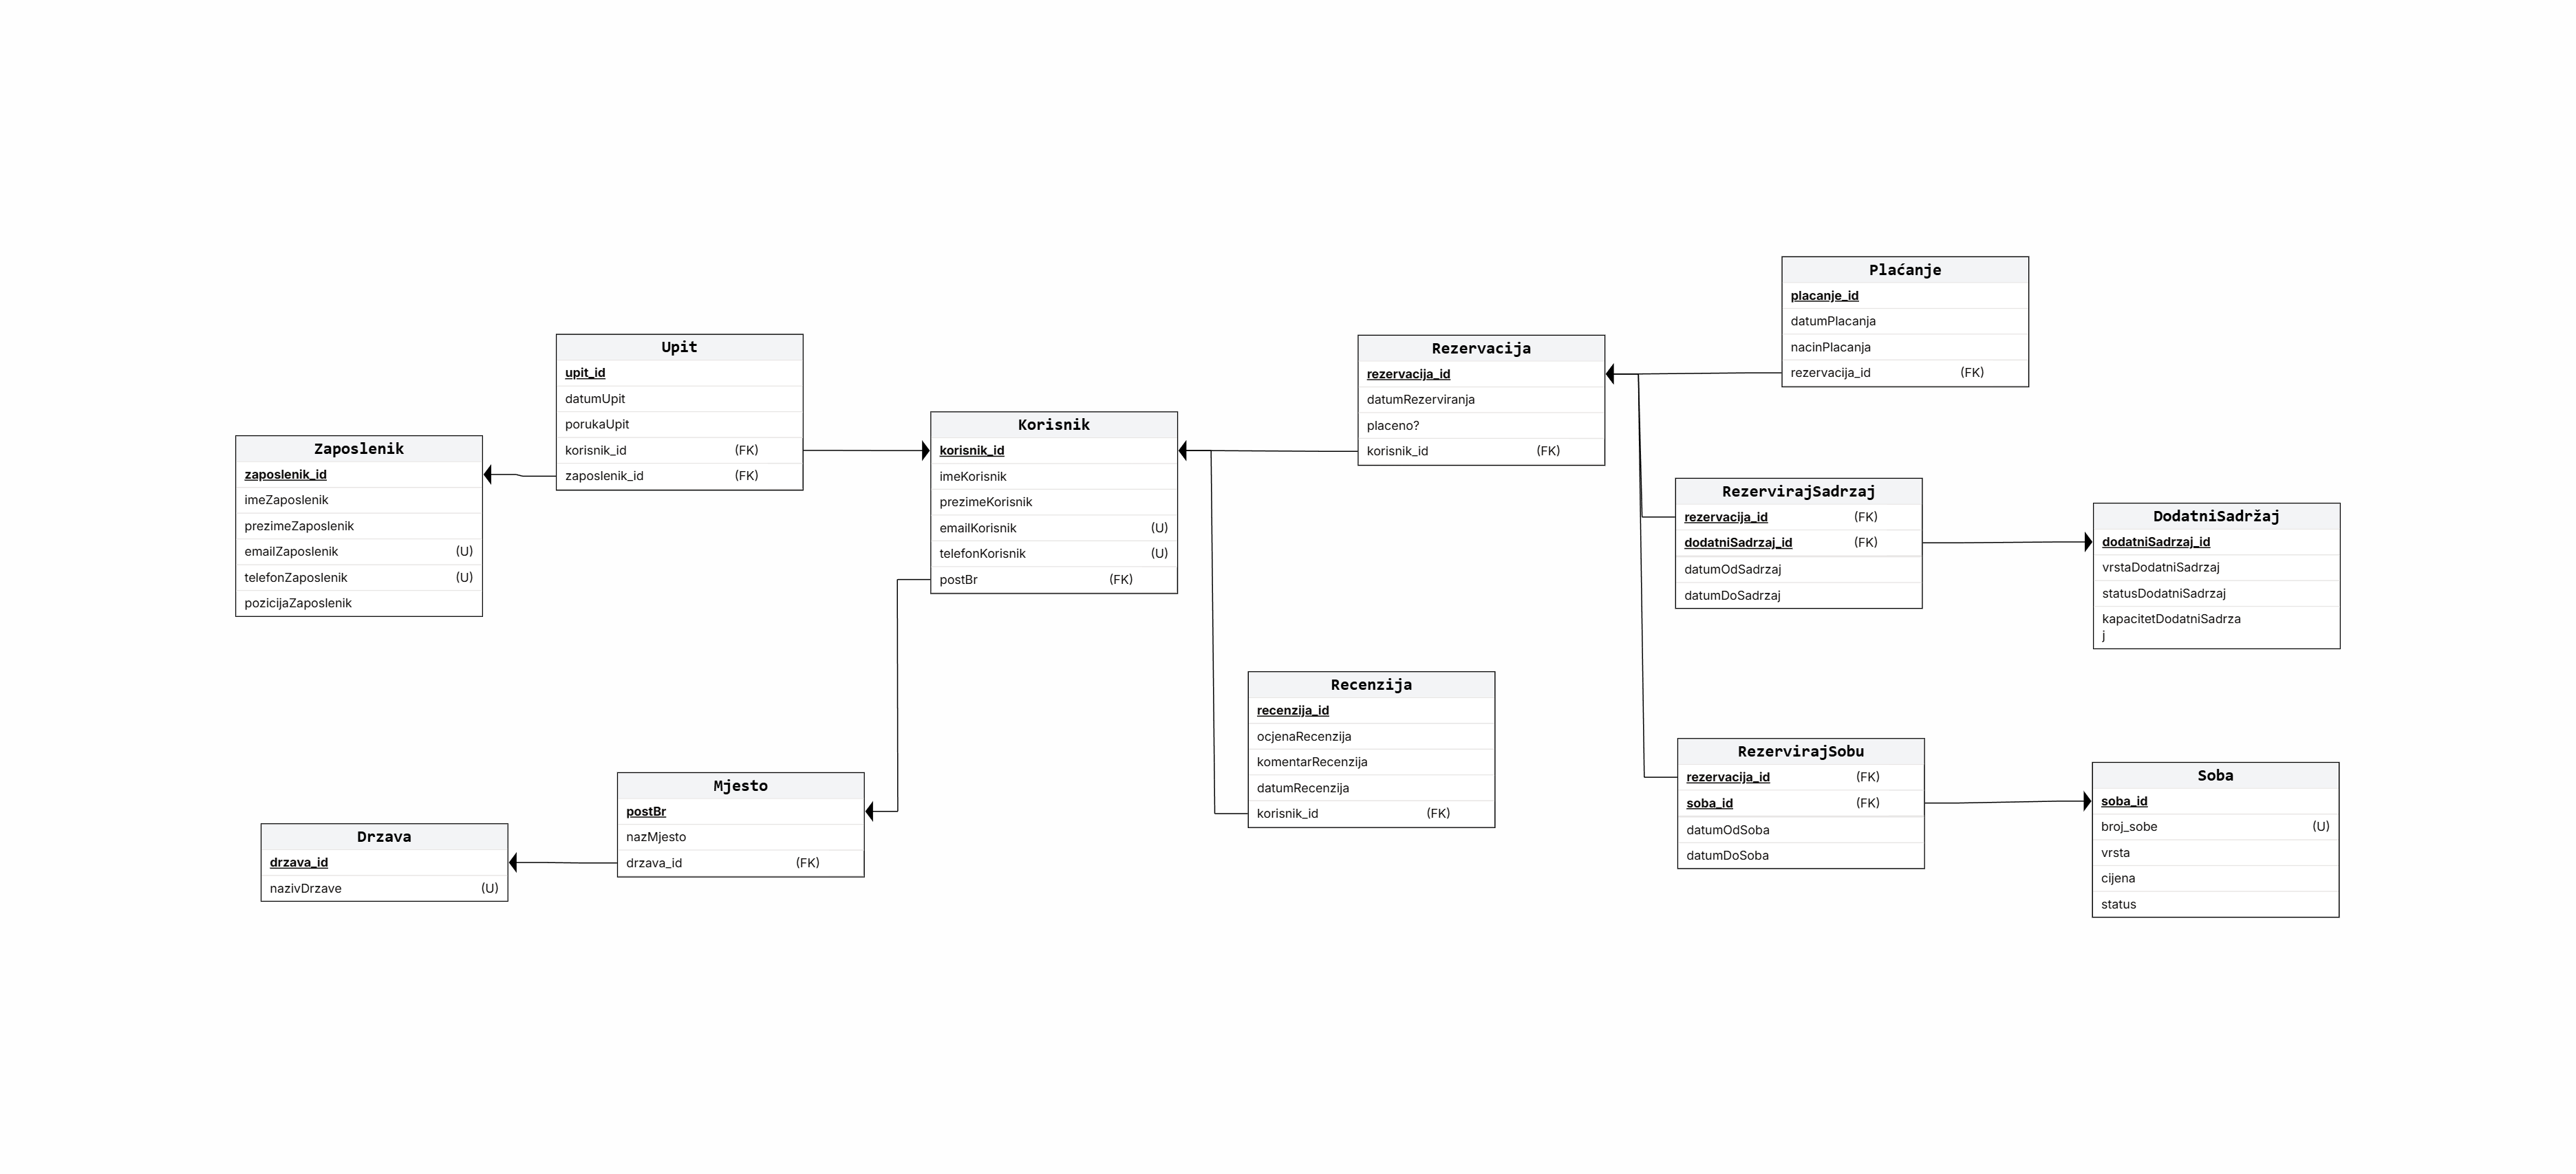 Zaposlenik
zaposlenik_id
imeZaposlenik
prezimeZaposlenik
emailZaposlenik (U)
telefonZaposlenik (U)
pozicijaZaposlenik
Upit
upit_id
datumUpit
porukaUpit
korisnik_id (FK)
zaposlenik_id (FK)
Korisnik
korisnik_id
imeKorisnik
prezimeKorisnik
emailKorisnik (U)
telefonKorisnik (U)
postBr (FK)
Drzava
drzava_id
nazivDrzave (U)
Mjesto
postBr
nazMjesto
drzava_id (FK)
Rezervacija
rezervacija_id
datumRezerviranja
placeno?
korisnik_id (FK)
Recenzija
recenzija_id
ocjenaRecenzija
komentarRecenzija
datumRecenzija
korisnik_id (FK)
Plaćanje
placanje_id
datumPlacanja
nacinPlacanja
rezervacija_id (FK)
RezervirajSadrzaj
rezervacija_id (FK)
dodatniSadrzaj_id (FK)
datumOdSadrzaj
datumDoSadrzaj
DodatniSadržaj
dodatniSadrzaj_id
vrstaDodatniSadrzaj
statusDodatniSadrzaj
kapacitetDodatniSadrza
j
RezervirajSobu
rezervacija_id (FK)
soba_id (FK)
datumOdSoba
datumDoSoba
Soba
soba_id
broj_sobe (U)
vrsta
cijena
status